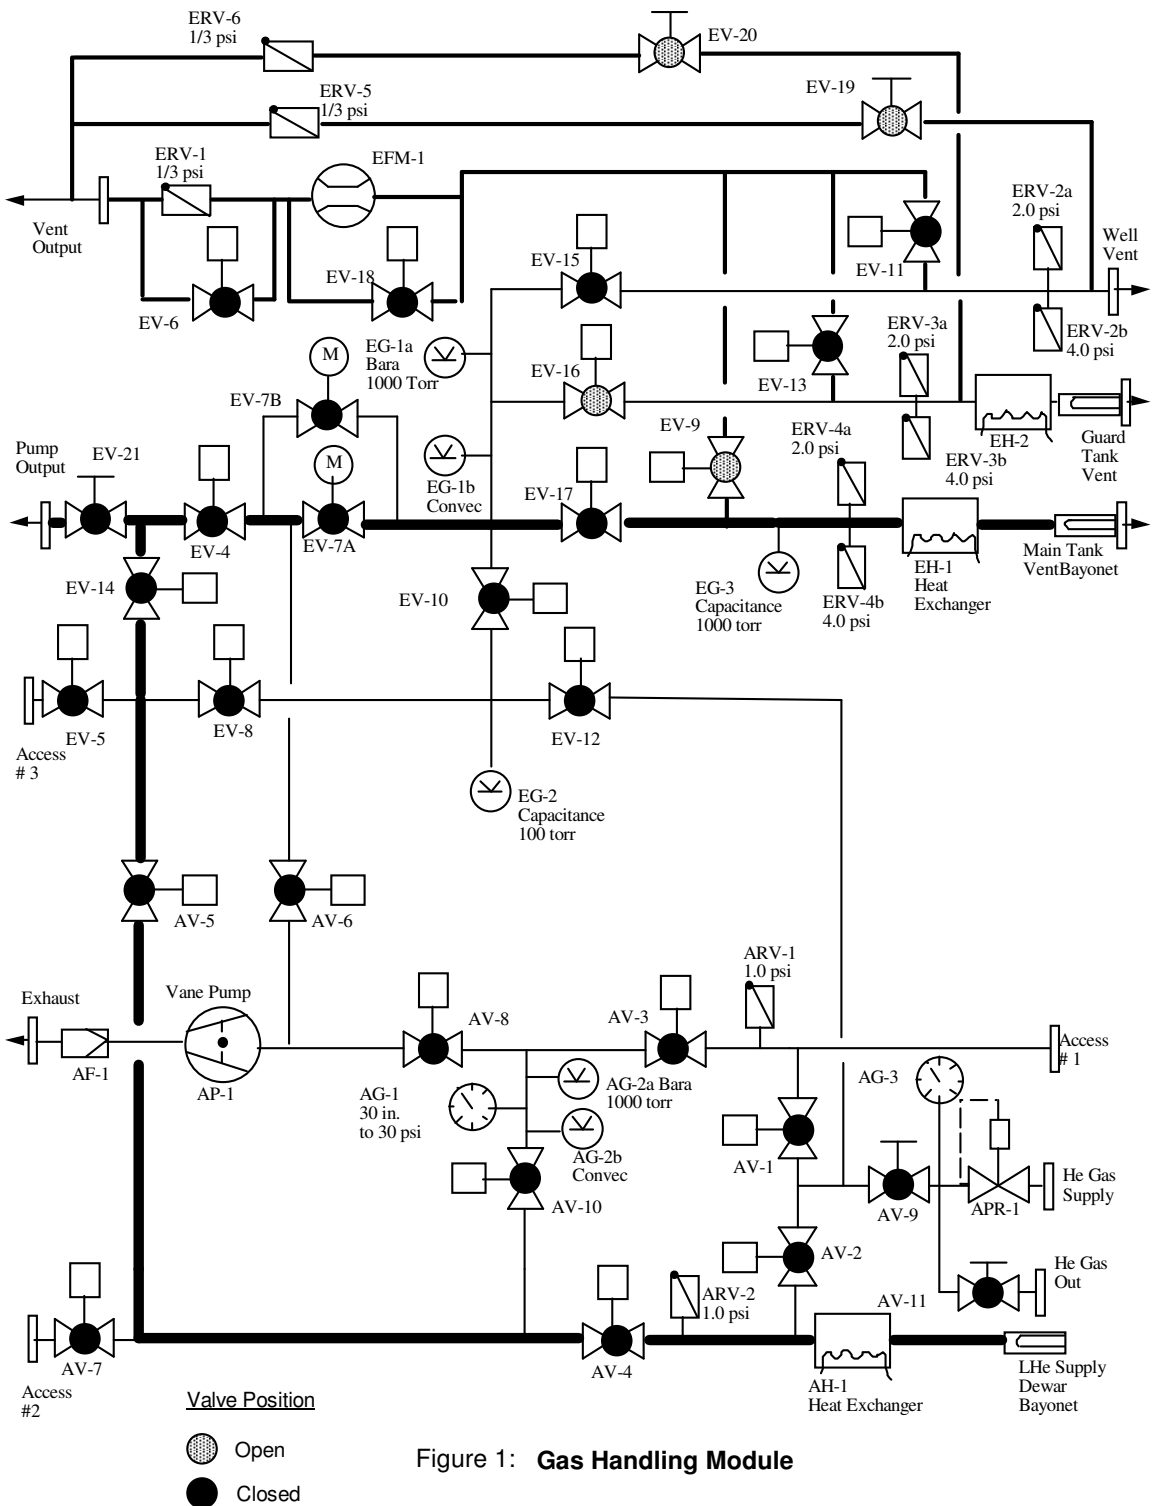 ERV-6
1/3 psi
EV-20
ERV-5
1/3 psi
EV-19
ERV-1
1/3 psi
EFM-1
ERV-2a
2.0 psi
Vent
Output
Well
Vent
EV-15
EV-11
EV-18
EV-6
ERV-3a
2.0 psi
ERV-2b
4.0 psi
EG-1a
Bara
1000 Torr
M
EV-16
EV-13
EV-7B
EV-9
ERV-4a
2.0 psi
EH-2
Guard
Tank
Vent
Pump
Output
EV-21
M
EG-1b
Convec
EV-17
ERV-3b
4.0 psi
EV-4
EV-7A
EH-1
Heat
Exchanger
Main Tank
VentBayonet
EV-14
EV-10
EG-3
Capacitance
1000 torr
ERV-4b
4.0 psi
EV-5
EV-8
EV-12
Access
# 3
EG-2
Capacitance
100 torr
AV-5
AV-6
ARV-1
1.0 psi
Exhaust
Vane Pump
AV-8
AV-3
Access
# 1
AF-1
AP-1
AG-1
30 in.
to 30 psi
AG-2a Bara
1000 torr
AG-3
AG-2b
Convec
AV-1
He Gas
Supply
AV-10
AV-9
APR-1
AV-2
He Gas
Out
ARV-2
1.0 psi
AV-11
AV-7
AV-4
Access
#2
AH-1
Heat Exchanger
LHe Supply
Dewar
Bayonet
Valve Position
Open
Closed
Figure 1: Gas Handling Module